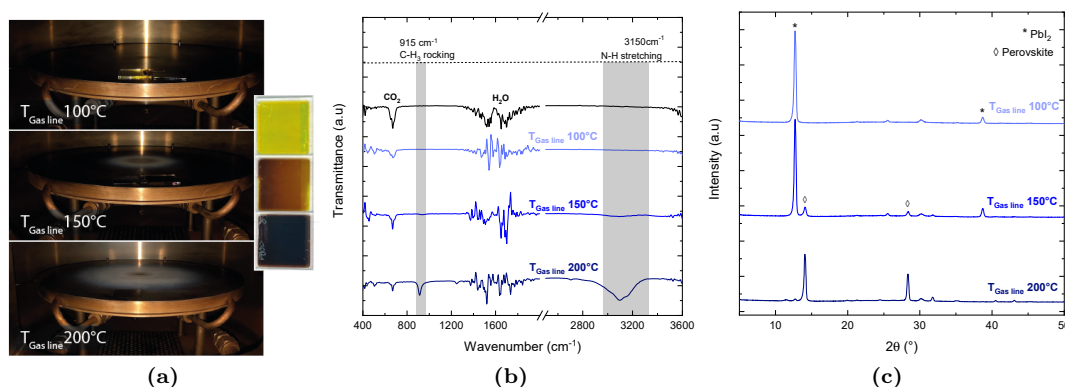 T Gas line 100°C
T Gas line 150°C
T Gas line 200°C
(a)
915 cm-1
C-H3 rocking
3150cm-1
N-H stretching
CO2
H2O
T Gas line 100°C
T Gas line 150°C
T Gas line 200°C
Transmittance (a.u)
400 800 1200 1600 2800 3200 3600
Wavenumber (cm-1)
(b)
* PbI2
◊ Perovskite
*
*
T Gas line 100°C
◊
◊
T Gas line 150°C
T Gas line 200°C
Intensity (a.u)
10 20 30 40 50
2θ (°)
(c)